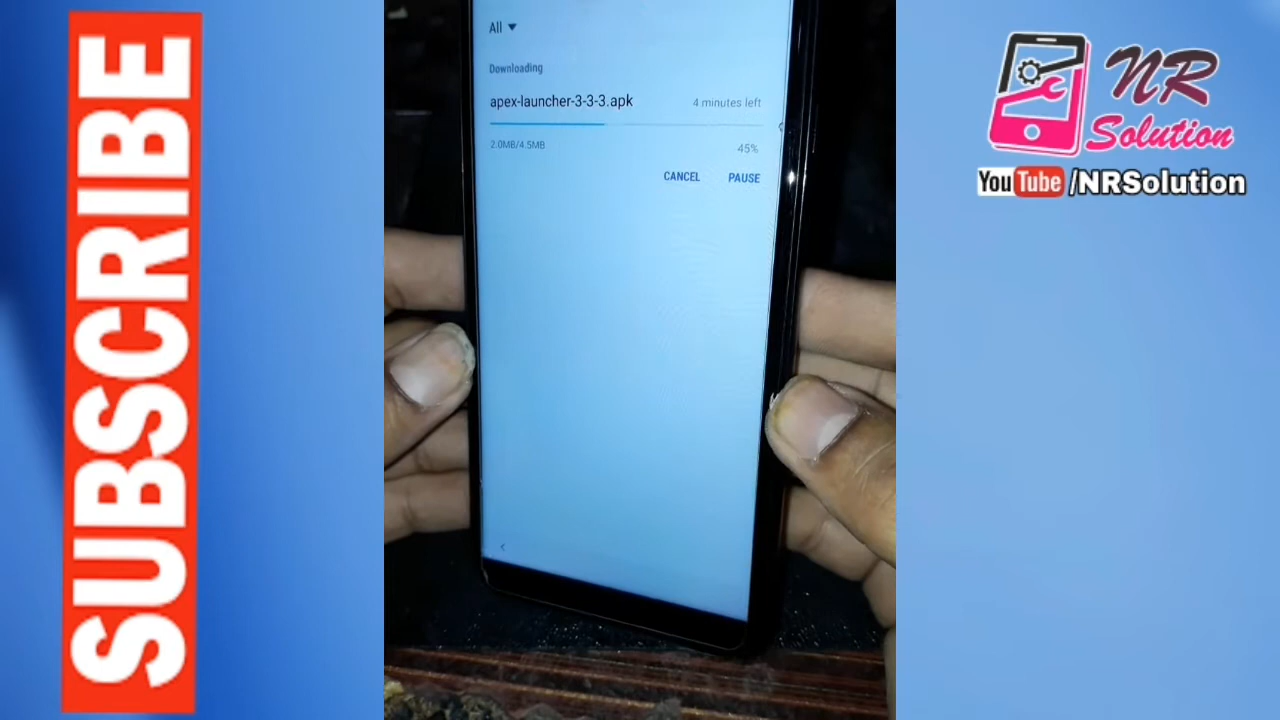 SUBSCRIBE
All
Downloading
apex-launcher-3-3-3.apk
4 minutes left
2.0MB/4.5MB
45%
CANCEL
PAUSE
NR
Solution
YouTube/NRSolution